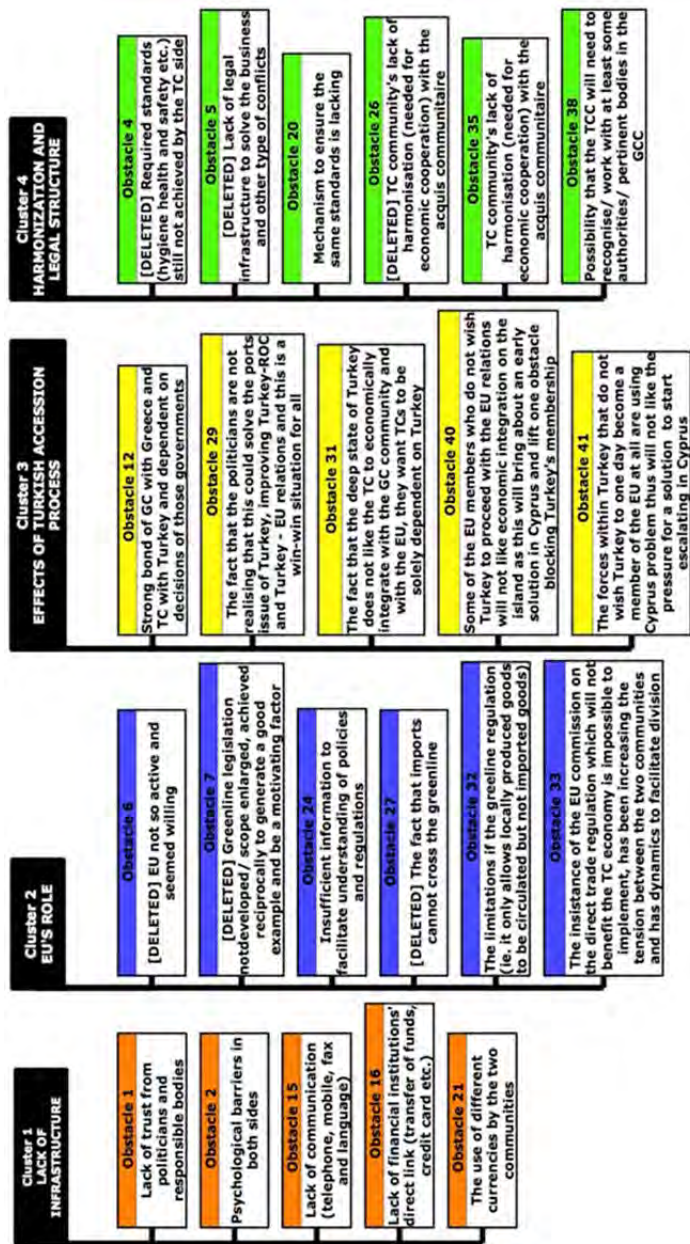 Cluster 1
LACK OF
INFRASTRUCTURE
Obstacle 1
Lack of trust from
politicians and
responsible bodies
Obstacle 2
Psychological barriers in
both sides
Obstacle 15
Lack of communication
(telephone, mobile, fax
and language)
Obstacle 16
Lack of financial institutions'
direct link (transfer of funds,
credit card etc.)
Obstacle 21
The use of different
currencies by the two
communities
Cluster 2
EU'S ROLE
Obstacle 6
[DELETED] EU not so active and
seemed willing
Obstacle 7
[DELETED] Greenline legislation
notdeveloped/ scope enlarged, achieved
reciprocally to generate a good
example and be a motivating factor
Obstacle 24
Insufficient information to
facilitate understanding of policies
and regulations
Obstacle 27
[DELETED] The fact that imports
cannot cross the greenline
Obstacle 32
The limitations if the greeline regulation
(ie. it only allows locally produced goods
to be circulated but not imported goods)
Obstacle 33
The insistance of the EU commission on
the direct trade regulation which will not
benefit the TC economy is impossible to
implement, has been increasing the
tension between the two communities
and has dynamics to facilitate division
Cluster 3
EFFECTS OF TURKISH ACCESSION
PROCESS
Obstacle 12
Strong bond of GC with Greece and
TC with Turkey and dependent on
decisions of those governments
Obstacle 29
The fact that the politicians are not
realising that this could solve the ports
issue of Turkey, improving Turkey-ROC
and Turkey - EU relations and this is a
win-win situation for all
Obstacle 31
The fact that the deep state of Turkey
does not like the TC to economically
integrate with the GC community and
with the EU, they want TCs to be
solely dependent on Turkey
Obstacle 40
Some of the EU members who do not wish
Turkey to proceed with the EU relations
will not like economic integration on the
island as this will bring about an early
solution in Cyprus and lift one obstacle
blocking Turkey's membership
Obstacle 41
The forces within Turkey that do not
wish Turkey to one day become a
member of the EU at all are using
Cyprus problem thus will not like the
pressure for a solution to start
escalating in Cyprus
Cluster 4
HARMONIZATION AND
LEGAL STRUCTURE
Obstacle 4
[DELETED] Required standards
(hygiene health and safety etc.)
still not achieved by the TC side
Obstacle 5
[DELETED] Lack of legal
infrastructure to solve the business
and other type of conflicts
Obstacle 20
Mechanism to ensure the
same standards is lacking
Obstacle 26
[DELETED] TC community's lack of
harmonisation (needed for
economic cooperation) with the
acquis communitaire
Obstacle 35
TC community's lack of
harmonisation (needed for
economic cooperation) with the
acquis communitaire
Obstacle 38
Possibility that the TCC will need to
recognise/ work with at least some
authorities/ pertinent bodies in the
GCC